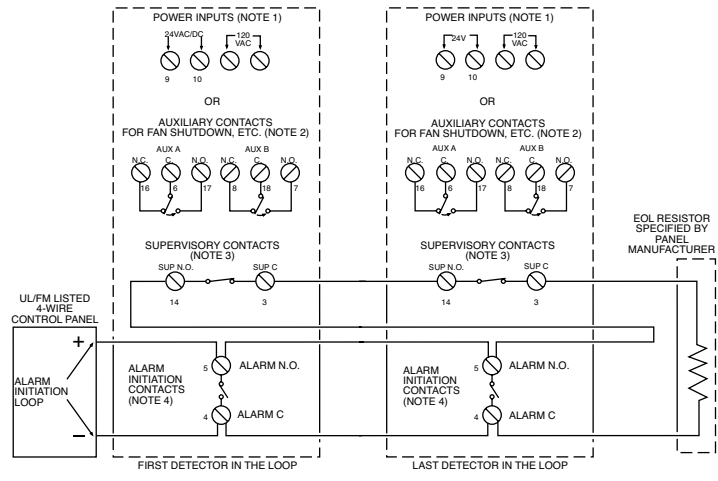 POWER INPUTS (NOTE 1)
24VAC/DC
120
VAC
9
10
OR
AUXILIARY CONTACTS
FOR FAN SHUTDOWN, ETC. (NOTE 2)
AUX A
AUX B
N.C.
C.
N.O.
N.C.
C.
N.O.
16
6
17
8
18
7
SUPERVISORY CONTACTS
(NOTE 3)
SUP N.O.
SUP C
14
3
POWER INPUTS (NOTE 1)
24V
120
VAC
9
10
OR
AUXILIARY CONTACTS
FOR FAN SHUTDOWN, ETC. (NOTE 2)
AUX A
AUX B
N.C.
C.
N.O.
N.C.
C.
N.O.
16
6
17
8
18
7
SUPERVISORY CONTACTS
(NOTE 3)
SUP N.O.
SUP C
14
3
EOL RESISTOR
SPECIFIED BY
PANEL
MANUFACTURER
UL/FM LISTED
4-WIRE
CONTROL PANEL
+
ALARM
INITIATION
LOOP
–
ALARM
INITIATION
CONTACTS
(NOTE 4)
5
ALARM N.O.
4
ALARM C
ALARM
INITIATION
CONTACTS
(NOTE 4)
5
ALARM N.O.
4
ALARM C
FIRST DETECTOR IN THE LOOP
LAST DETECTOR IN THE LOOP